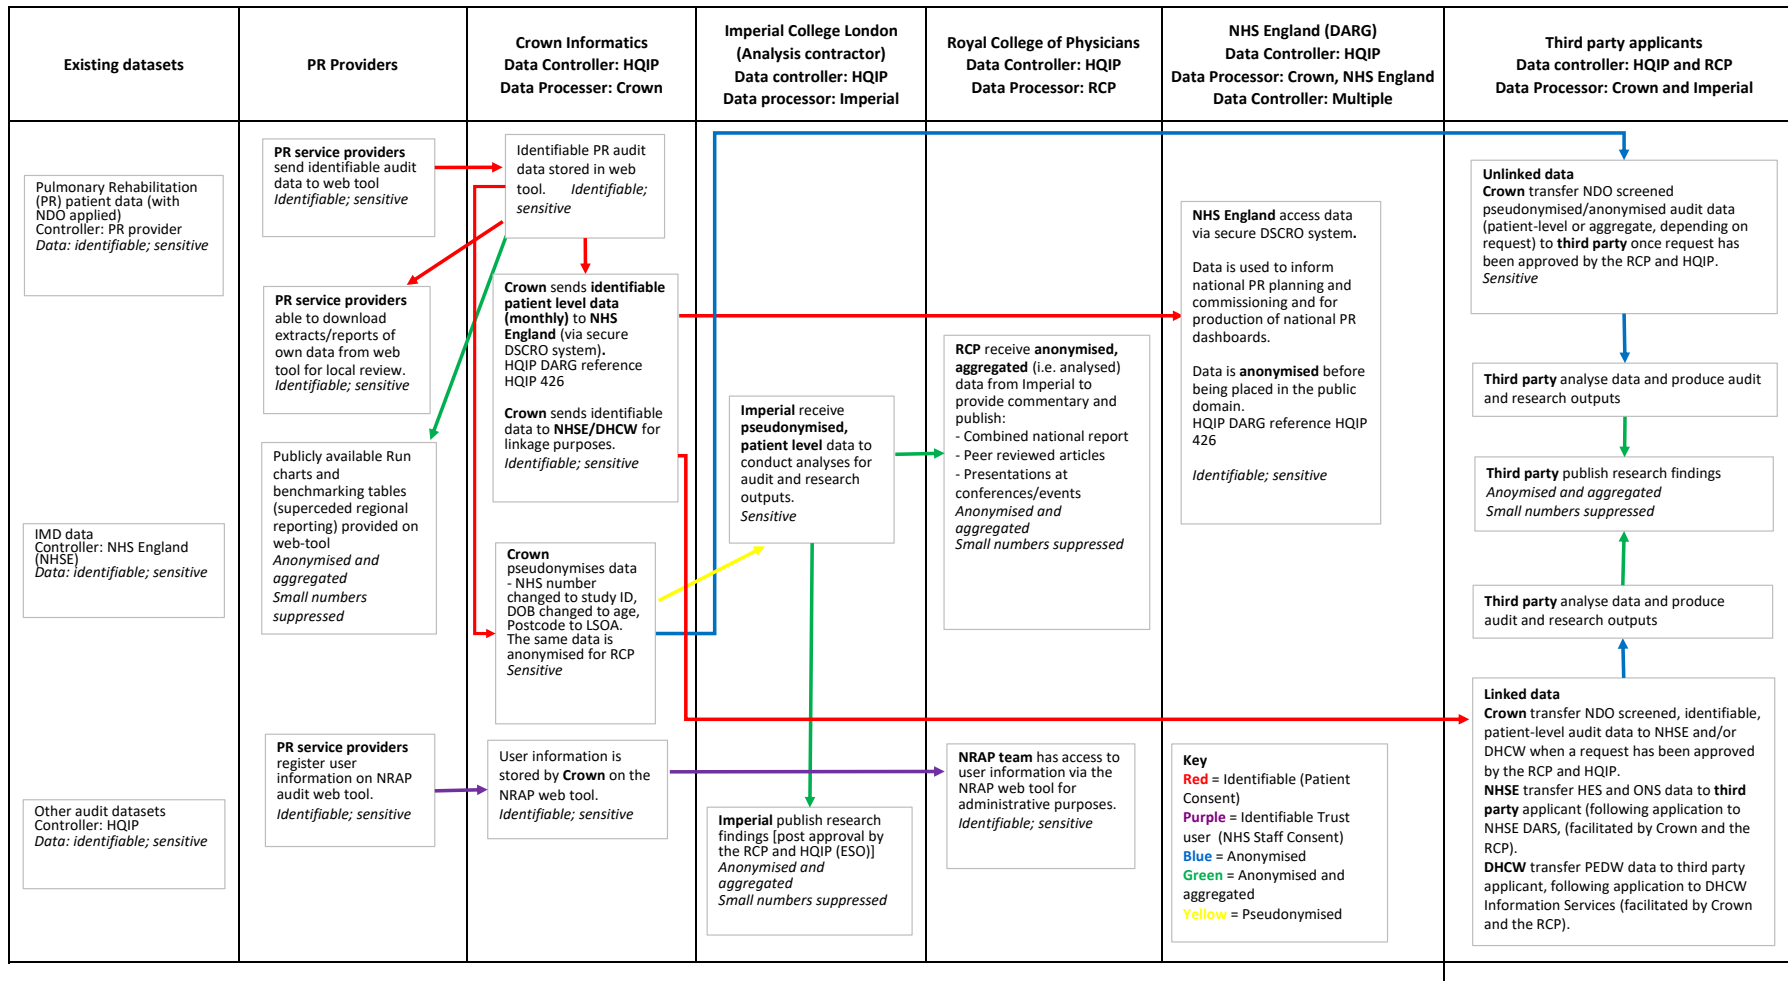 Existing datasets
PR Providers
Crown Informatics
Data Controller: HQIP
Data Processer: Crown
Imperial College London
(Analysis contractor)
Data controller: HQIP
Data processor: Imperial
Royal College of Physicians
Data Controller: HQIP
Data Processor: RCP
NHS England (DARG)
Data Controller: HQIP
Data Processor: Crown, NHS England
Data Controller: Multiple
Third party applicants
Data controller: HQIP and RCP
Data Processor: Crown and Imperial
Pulmonary Rehabilitation
(PR) patient data (with
NDO applied)
Controller: PR provider
Data: identifiable; sensitive
IMD data
Controller: NHS England
(NHSE)
Data: identifiable; sensitive
Other audit datasets
Controller: HQIP
Data: identifiable; sensitive
PR service providers
send identifiable audit
data to web tool
Identifiable; sensitive
PR service providers
able to download
extracts/reports of
own data from web
tool for local review.
Identifiable; sensitive
Publicly available Run
charts and
benchmarking tables
(superceded regional
reporting) provided on
web-tool
Anonymised and
aggregated
Small numbers
suppressed
PR service providers
register user
information on NRAP
audit web tool.
Identifiable; sensitive
Identifiable PR audit
data stored in web
tool. Identifiable;
sensitive
Crown sends identifiable
patient level data
(monthly) to NHS
England (via secure
DSCRO system).
HQIP DARG reference
HQIP 426
Crown sends identifiable
data to NHSE/DHCW for
linkage purposes.
Identifiable; sensitive
Crown
pseudonymises data
- NHS number
changed to study ID,
DOB changed to age,
Postcode to LSOA.
The same data is
anonymised for RCP
Sensitive
User information is
stored by Crown on the
NRAP web tool.
Identifiable; sensitive
Imperial receive
pseudonymised,
patient level data to
conduct analyses for
audit and research
outputs.
Sensitive
Imperial publish research
findings [post approval by
the RCP and HQIP (ESO)]
Anonymised and
aggregated
Small numbers suppressed
RCP receive anonymised,
aggregated (i.e. analysed)
data from Imperial to
provide commentary and
publish:
- Combined national report
- Peer reviewed articles
- Presentations at
conferences/events
Anonymised and
aggregated
Small numbers suppressed
NRAP team has access to
user information via the
NRAP web tool for
administrative purposes.
Identifiable; sensitive
NHS England access data
via secure DSCRO system.
Data is used to inform
national PR planning and
commissioning and for
production of national PR
dashboards.
Data is anonymised before
being placed in the public
domain.
HQIP DARG reference HQIP
426
Identifiable; sensitive
Key
Red = Identifiable (Patient
Consent)
Purple = Identifiable Trust
user (NHS Staff Consent)
Blue = Anonymised
Green = Anonymised and
aggregated
Yellow = Pseudonymised
Unlinked data
Crown transfer NDO screened
pseudonymised/anonymised audit data
(patient-level or aggregate, depending on
request) to third party once request has
been approved by the RCP and HQIP.
Sensitive
Third party analyse data and produce audit
and research outputs
Third party publish research findings
Anoymised and aggregated
Small numbers suppressed
Third party analyse data and produce
audit and research outputs
Linked data
Crown transfer NDO screened, identifiable,
patient-level audit data to NHSE and/or
DHCW when a request has been approved
by the RCP and HQIP.
NHSE transfer HES and ONS data to third
party applicant (following application to
NHSE DARS, (facilitated by Crown and the
RCP).
DHCW transfer PEDW data to third party
applicant, following application to DHCW
Information Services (facilitated by Crown
and the RCP).